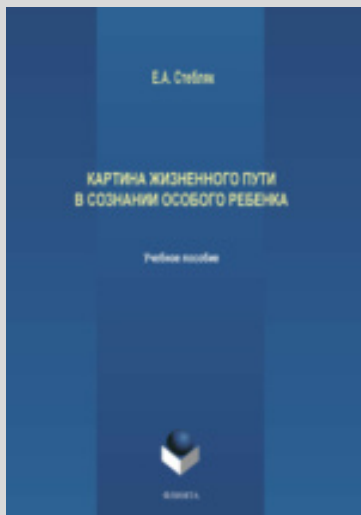 Е.А. Стебляк
КАРТИНА ЖИЗНЕННОГО ПУТИ
В СОЗНАНИИ ОСОБОГО РЕБЕНКА
Учебное пособие
ФЛИНТА